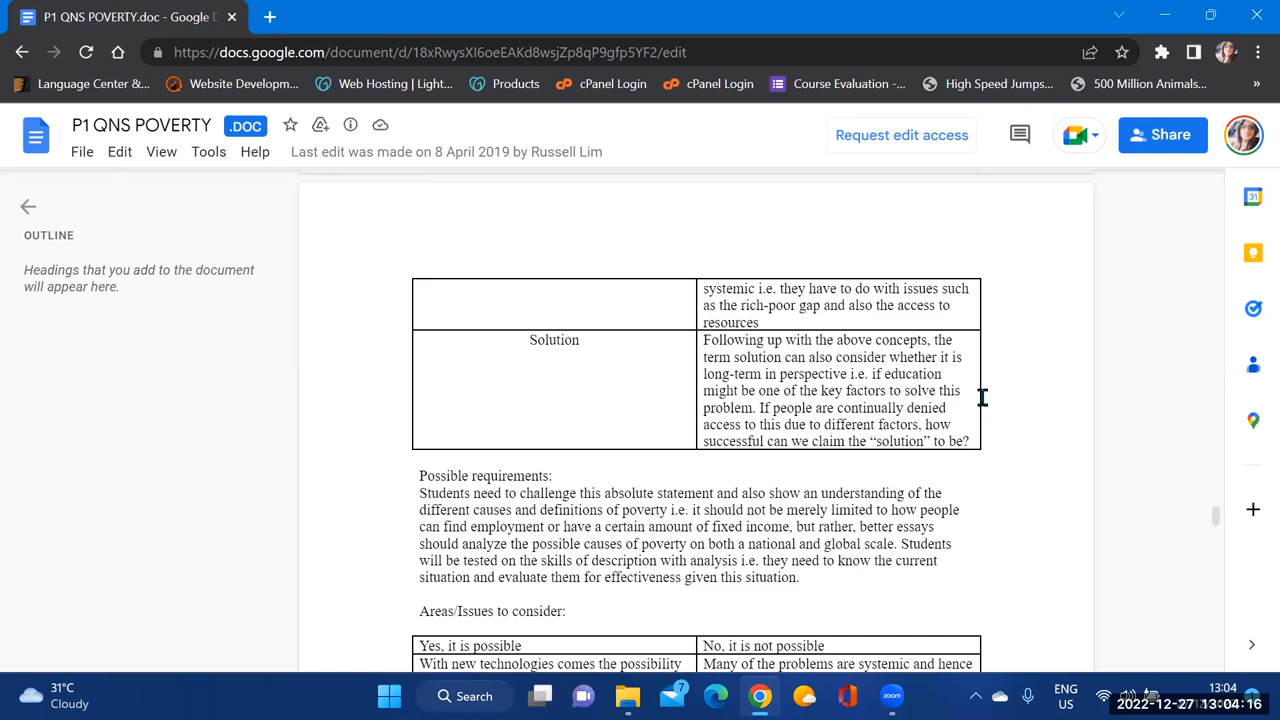 P1 QNS POVERTY.doc - Google D
https://docs.google.com/document/d/18xRwysXI6oeEAKd8wsjZp8qP9gfp5YF2/edit
Language Center &... Website Developm... Web Hosting | Light... Products cPanel Login cPanel Login Course Evaluation -... High Speed Jumps... 500 Million Animals... »
P1 QNS POVERTY .DOC
Request edit access Share
File Edit View Tools Help Last edit was made on 8 April 2019 by Russell Lim
OUTLINE
Headings that you add to the document
will appear here.
systemic i.e. they have to do with issues such
as the rich-poor gap and also the access to
resources
Solution
Following up with the above concepts, the
term solution can also consider whether it is
long-term in perspective i.e. if education
might be one of the key factors to solve this
problem. If people are continually denied
access to this due to different factors, how
successful can we claim the “solution” to be?
Possible requirements:
Students need to challenge this absolute statement and also show an understanding of the
different causes and definitions of poverty i.e. it should not be merely limited to how people
can find employment or have a certain amount of fixed income, but rather, better essays
should analyze the possible causes of poverty on both a national and global scale. Students
will be tested on the skills of description with analysis i.e. they need to know the current
situation and evaluate them for effectiveness given this situation.
Areas/Issues to consider:
Yes, it is possible No, it is not possible
With new technologies comes the possibility Many of the problems are systemic and hence
31
31°C
Cloudy
Search
7
zoom
ENG
US
13:04
2022-12-27 13:04:16